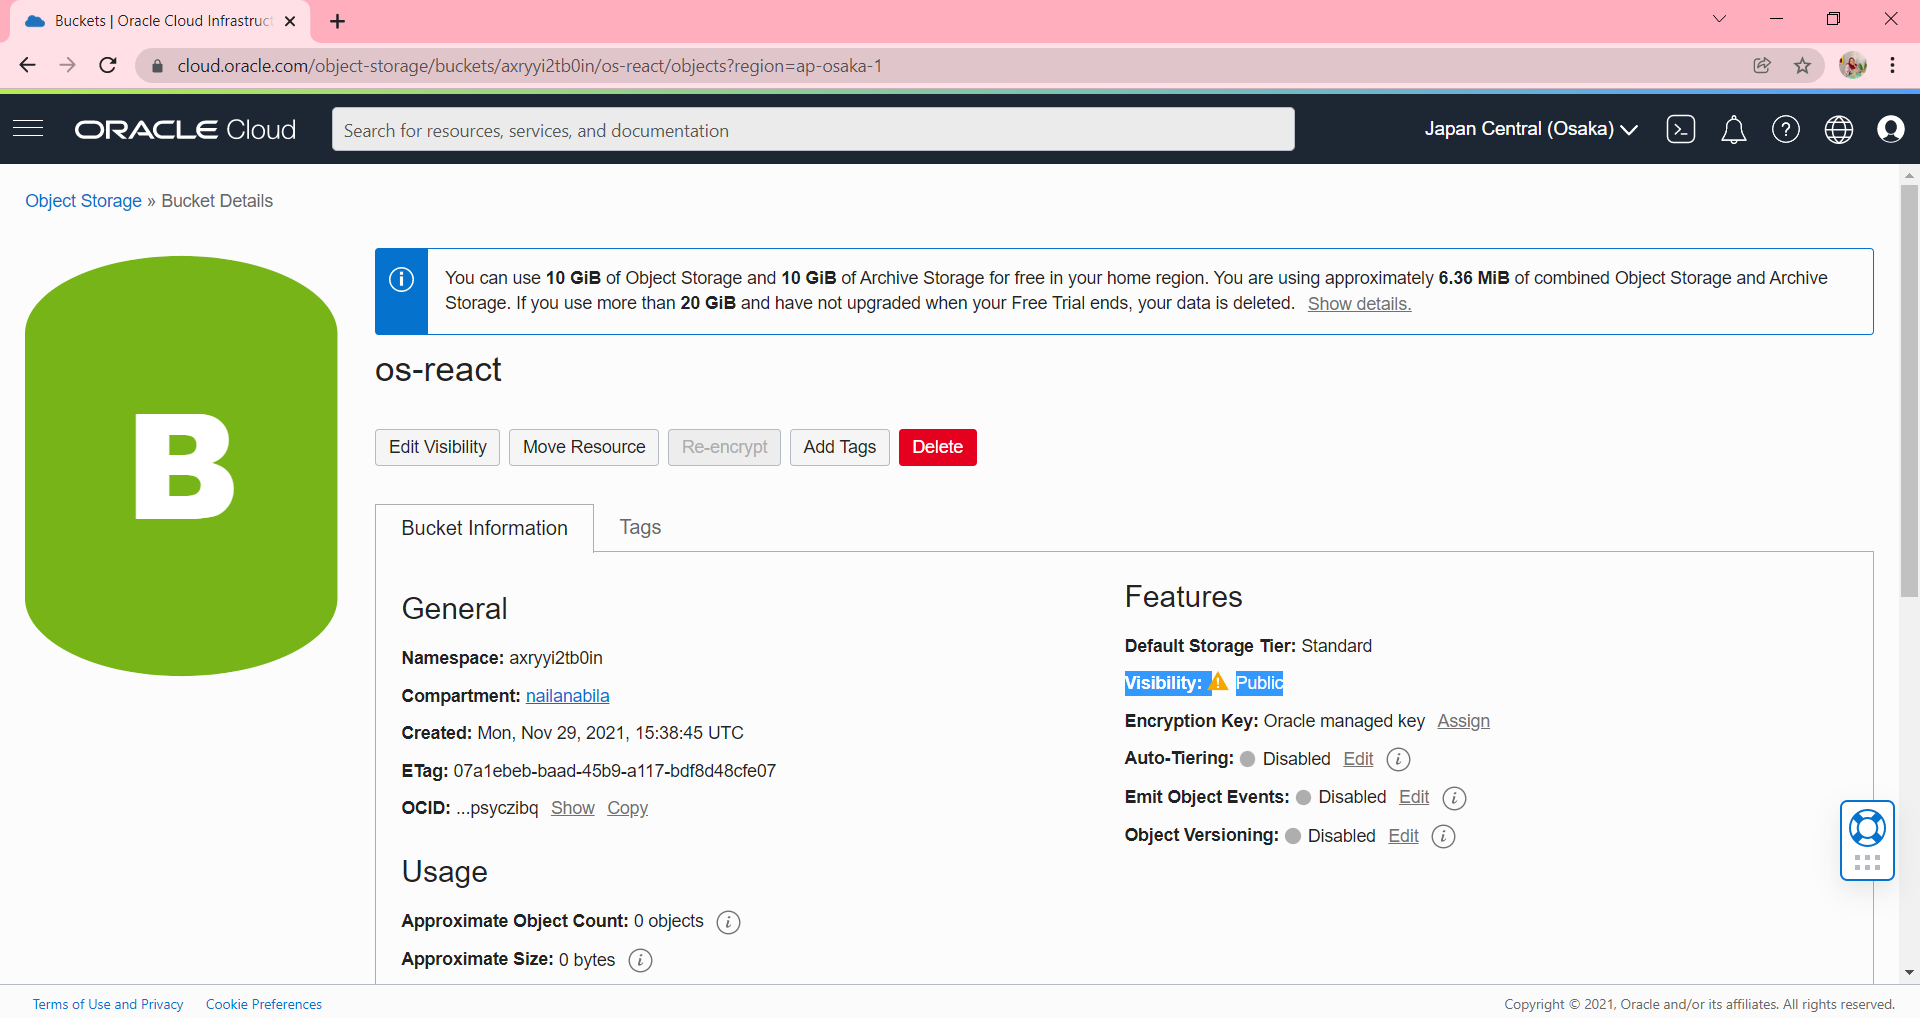 Buckets | Oracle Cloud Infrastruct
cloud.oracle.com/object-storage/buckets/axryyi2tb0in/os-react/objects?region=ap-osaka-1
ORACLE Cloud
Search for resources, services, and documentation
Japan Central (Osaka)
Object Storage » Bucket Details
You can use 10 GiB of Object Storage and 10 GiB of Archive Storage for free in your home region. You are using approximately 6.36 MiB of combined Object Storage and Archive
Storage. If you use more than 20 GiB and have not upgraded when your Free Trial ends, your data is deleted. Show details.
B
os-react
Edit Visibility
Move Resource
Re-encrypt
Add Tags
Delete
Bucket Information
Tags
General
Namespace: axryyi2tb0in
Compartment: nailanabila
Created: Mon, Nov 29, 2021, 15:38:45 UTC
ETag: 07a1ebeb-baad-45b9-a117-bdf8d48cfe07
OCID: ...psyczibq Show Copy
Usage
Approximate Object Count: 0 objects
Approximate Size: 0 bytes
Features
Default Storage Tier: Standard
Visibility: Public
Encryption Key: Oracle managed key Assign
Auto-Tiering: Disabled Edit
Emit Object Events: Disabled Edit
Object Versioning: Disabled Edit
Terms of Use and Privacy
Cookie Preferences
Copyright © 2021, Oracle and/or its affiliates. All rights reserved.